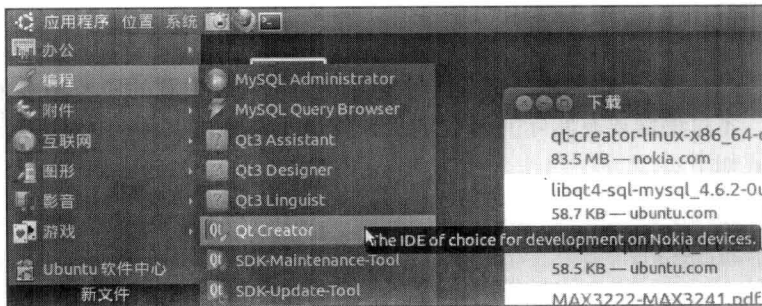 应用程序 位置 系统
办公
编程
附件
互联网
图形
影音
游戏
Ubuntu 软件中心
新文件
MySQL Administrator
MySQL Query Browser
Qt3 Assistant
Qt3 Designer
Qt3 Linguist
Qt Creator
SDK-Maintenance-Tool
SDK-Update-Tool
The IDE of choice for development on Nokia devices.
下载
qt-creator-linux-x86_64-
83.5 MB — nokia.com
libqt4-sql-mysql_4.6.2-0u
58.7 KB — ubuntu.com
58.5 KB — ubuntu.com
MAX3222-MAX3241.pdf